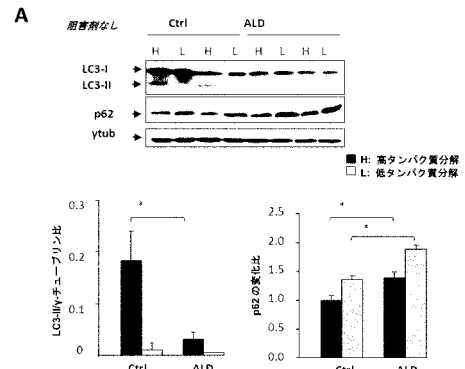 A
阻害剤なし Ctrl ALD
H L H L H L H L
LC3-I
LC3-II
p62
γtub
H: 高タンパク質分解
L: 低タンパク質分解
LC3-II/γ-チューブリン比
0.3
0.2
0.1
0
*
Ctrl ALD
p62 の変化比
2.5
2.0
1.5
1.0
0.5
0.0
*
*
Ctrl ALD